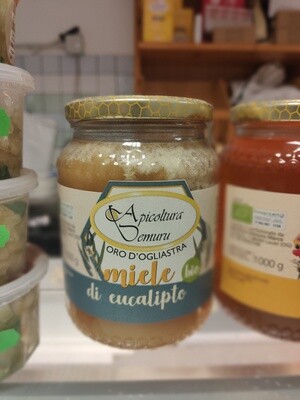 Apicoltura
Demuru
ORO D'OGLIASTRA
miele
bio
di eucalipto
1000 g